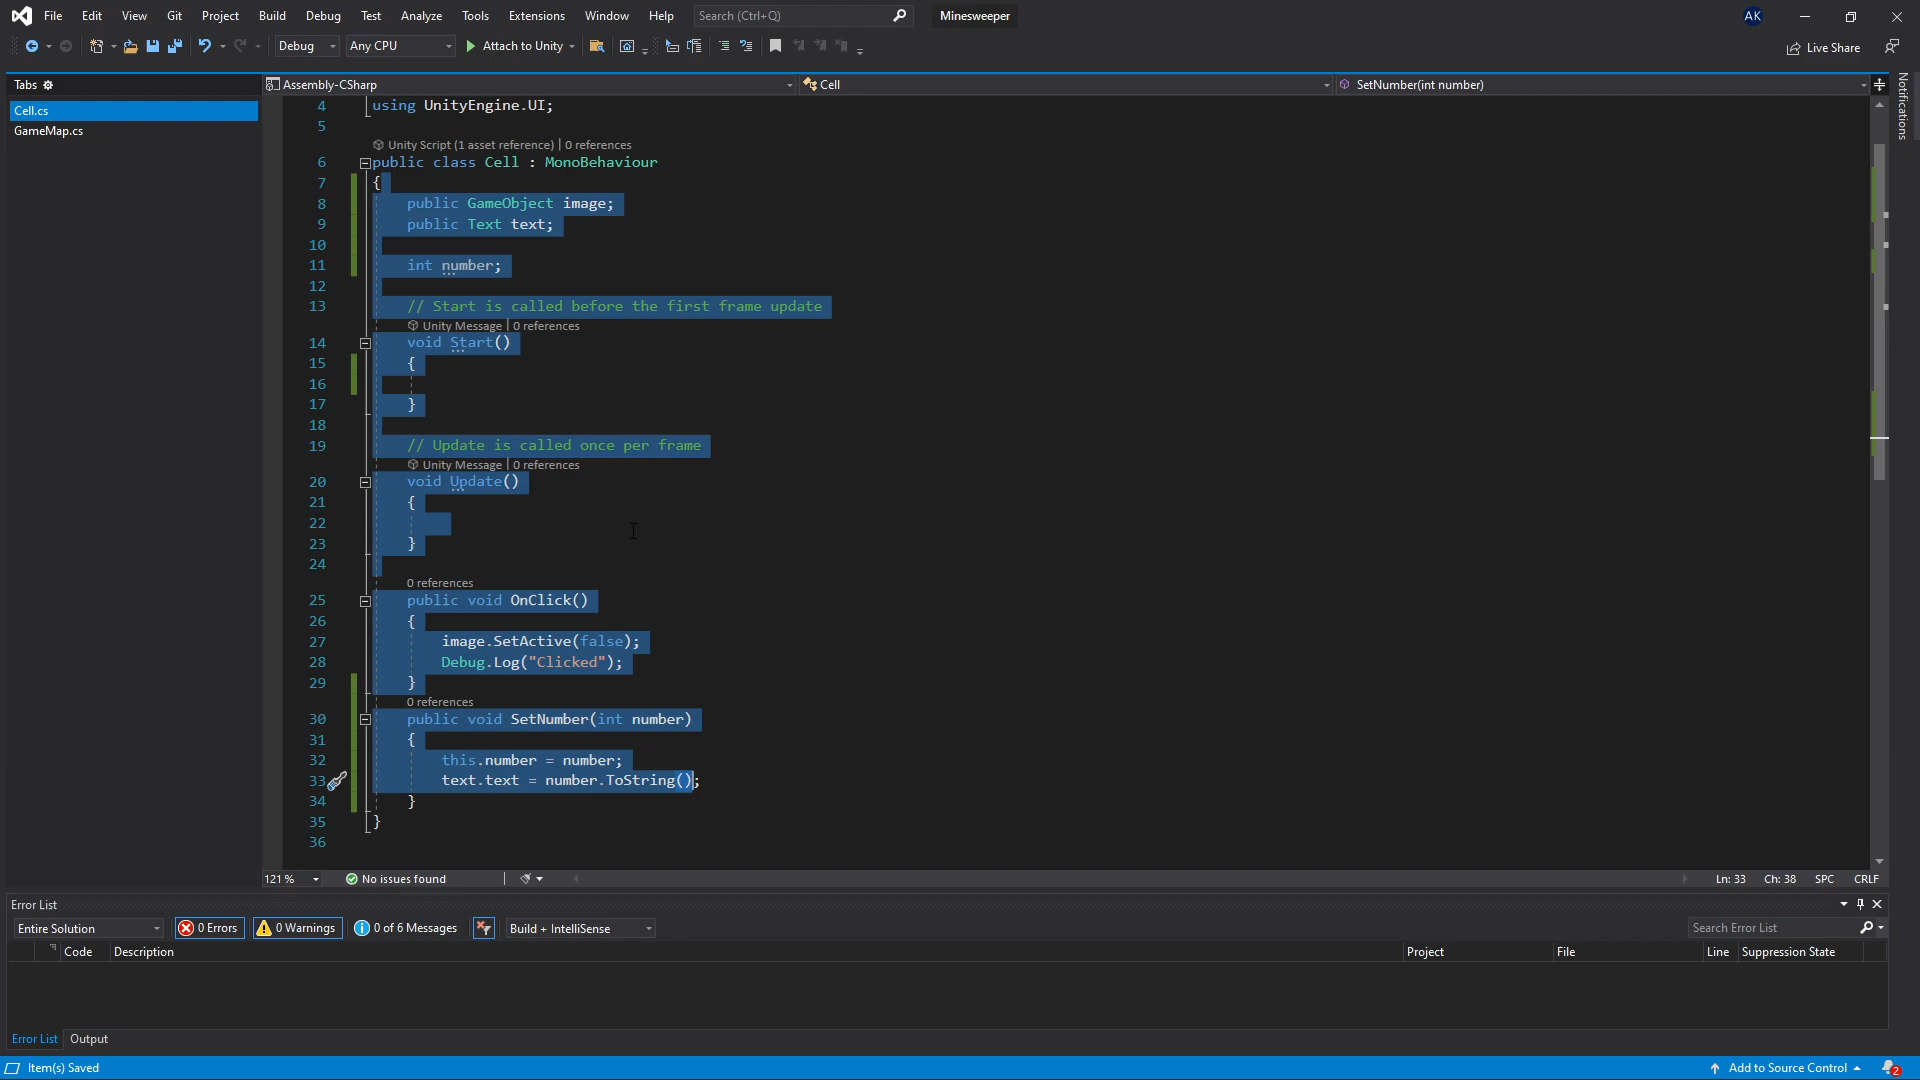 File Edit View Git Project Build Debug Test Analyze Tools Extensions Window Help Search (Ctrl+Q) Minesweeper AK
Debug Any CPU Attach to Unity Live Share
Tabs Assembly-CSharp Cell SetNumber(int number)
Notifications
Cell.cs
GameMap.cs
4 using UnityEngine.UI;
5
Unity Script (1 asset reference) | 0 references
6 public class Cell : MonoBehaviour
7 {
8 public GameObject image;
9 public Text text;
10
11 int number;
12
13 // Start is called before the first frame update
Unity Message | 0 references
14 void Start()
15 {
16
17 }
18
19 // Update is called once per frame
Unity Message | 0 references
20 void Update()
21 {
22
23 }
24
0 references
25 public void OnClick()
26 {
27 image.SetActive(false);
28 Debug.Log("Clicked");
29 }
0 references
30 public void SetNumber(int number)
31 {
32 this.number = number;
33 text.text = number.ToString();
34 }
35 }
36
121 % No issues found Ln: 33 Ch: 38 SPC CRLF
Error List
Entire Solution 0 Errors 0 Warnings 0 of 6 Messages Build + IntelliSense Search Error List
Code Description Project File Line Suppression State
Error List Output
Item(s) Saved Add to Source Control 2